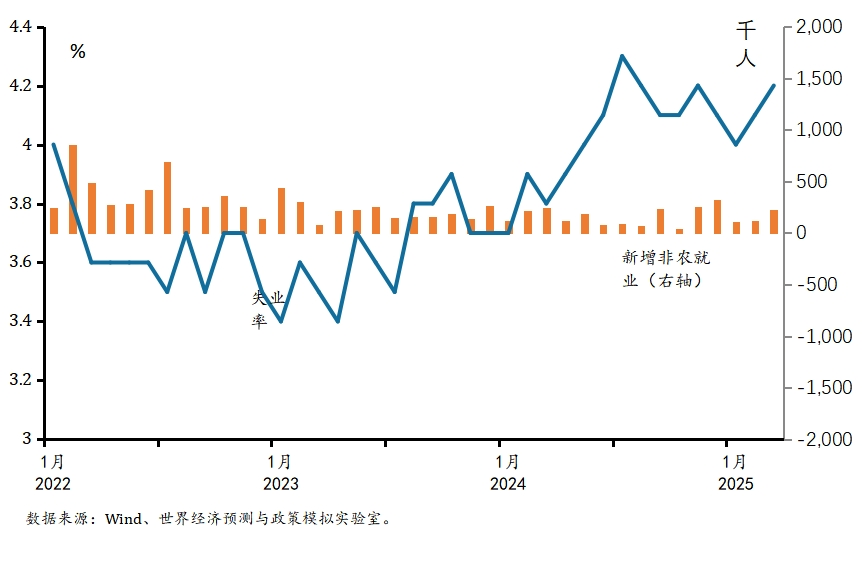 4.4
4.2
4
3.8
3.6
3.4
3.2
3
%
千
人
2,000
1,500
1,000
500
0
-500
-1,000
-1,500
-2,000
新增非农就
业（右轴）
失业
率
1月
2022
1月
2023
1月
2024
1月
2025
数据来源：Wind、世界经济预测与政策模拟实验室。